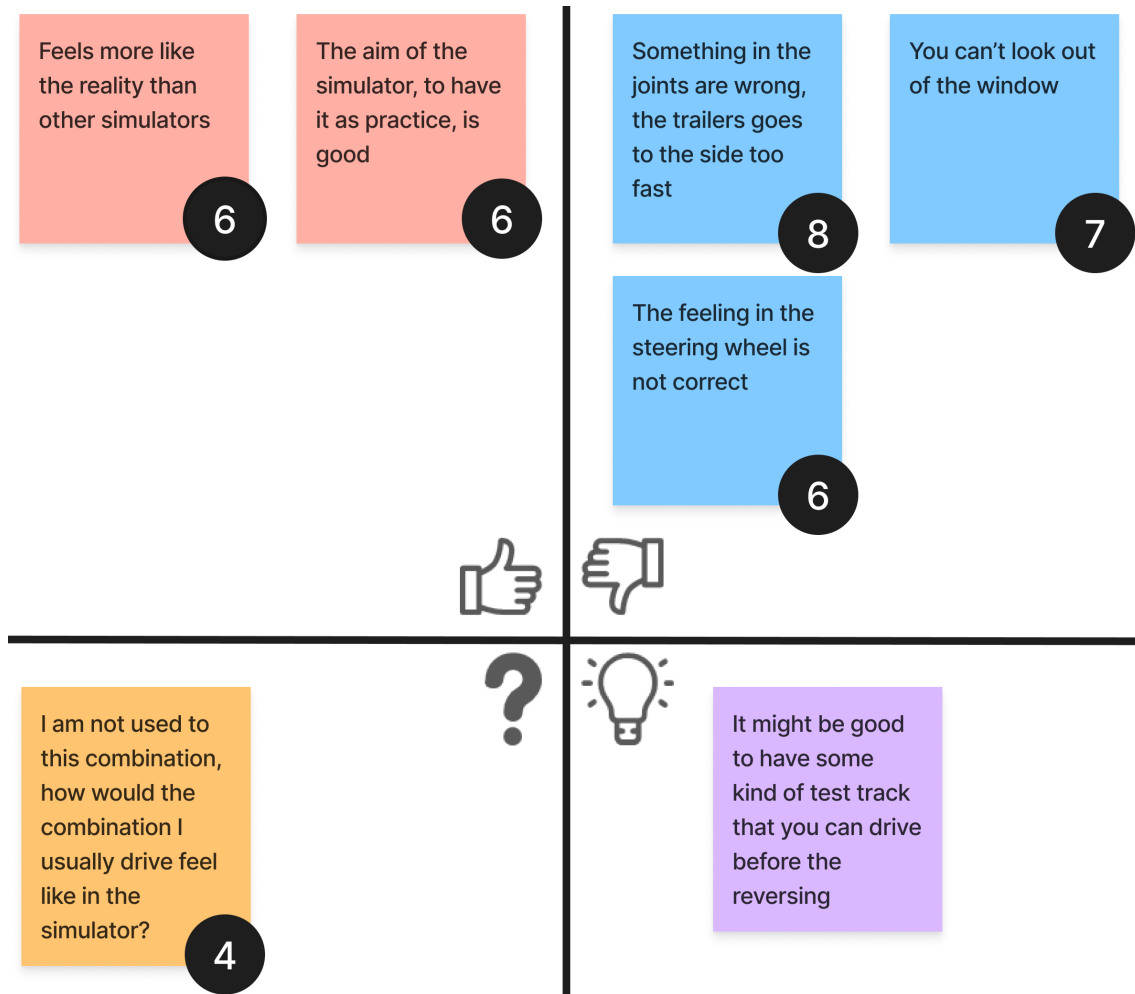 Feels more like
the reality than
other simulators
6
The aim of the
simulator, to have
it as practice, is
good
6
Something in the
joints are wrong,
the trailers goes
to the side too
fast
8
You can’t look out
of the window
7
The feeling in the
steering wheel is
not correct
6
?
I am not used to
this combination,
how would the
combination I
usually drive feel
like in the
simulator?
4
It might be good
to have some
kind of test track
that you can drive
before the
reversing